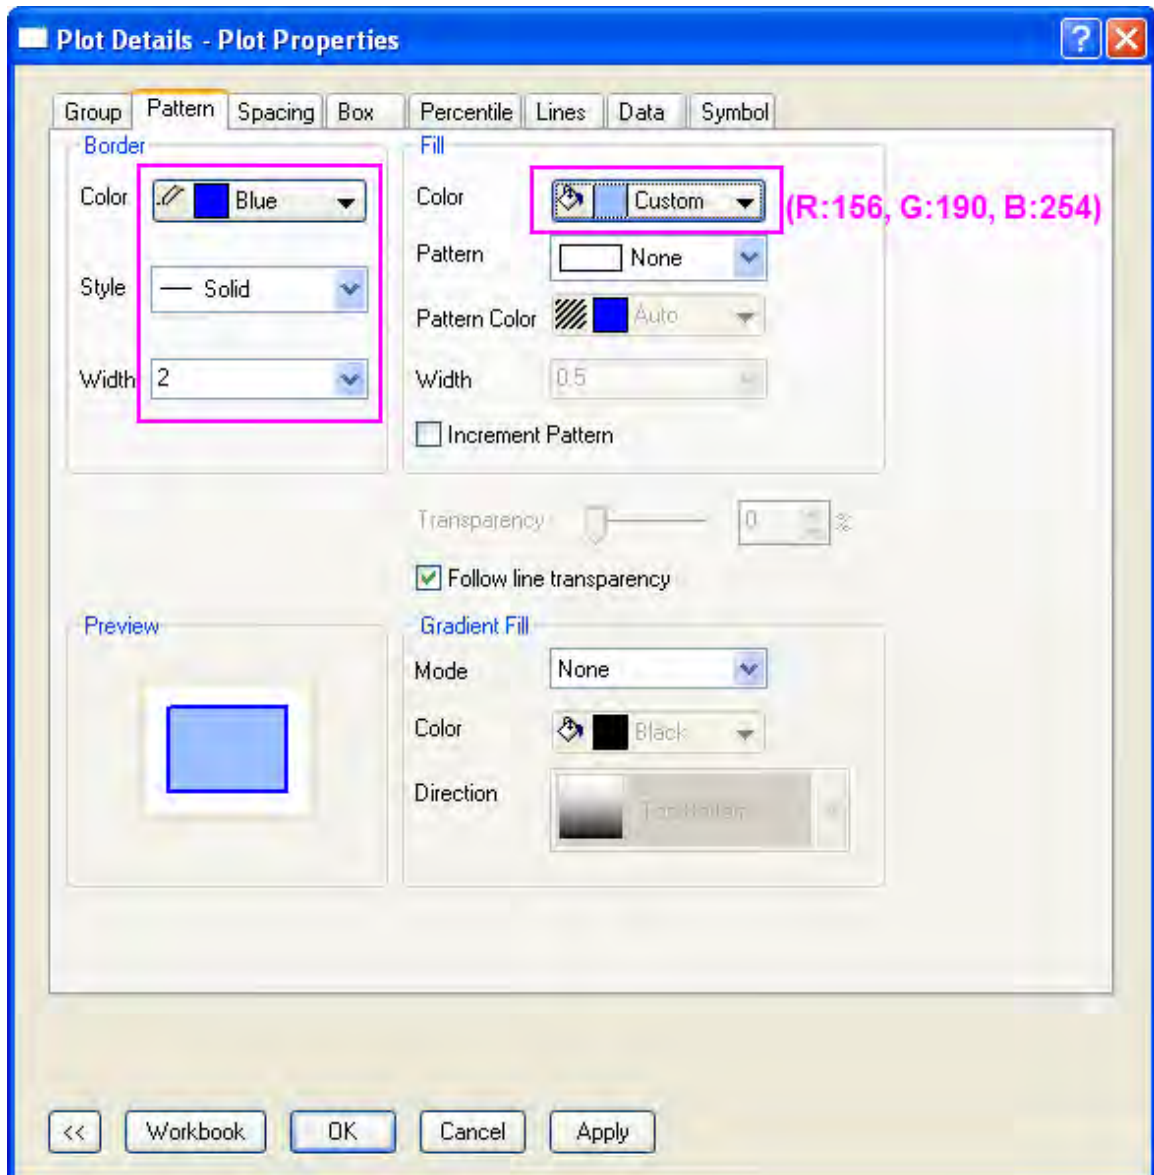 Plot Details - Plot Properties
?
Group Pattern Spacing Box Percentile Lines Data Symbol
Border
Color Blue
Style Solid
Width 2
Fill
Color Custom (R:156, G:190, B:254)
Pattern None
Pattern Color Auto
Width 0.5
Increment Pattern
Transparency 0 %
Follow line transparency
Preview
Gradient Fill
Mode None
Color Black
Direction
<< Workbook OK Cancel Apply